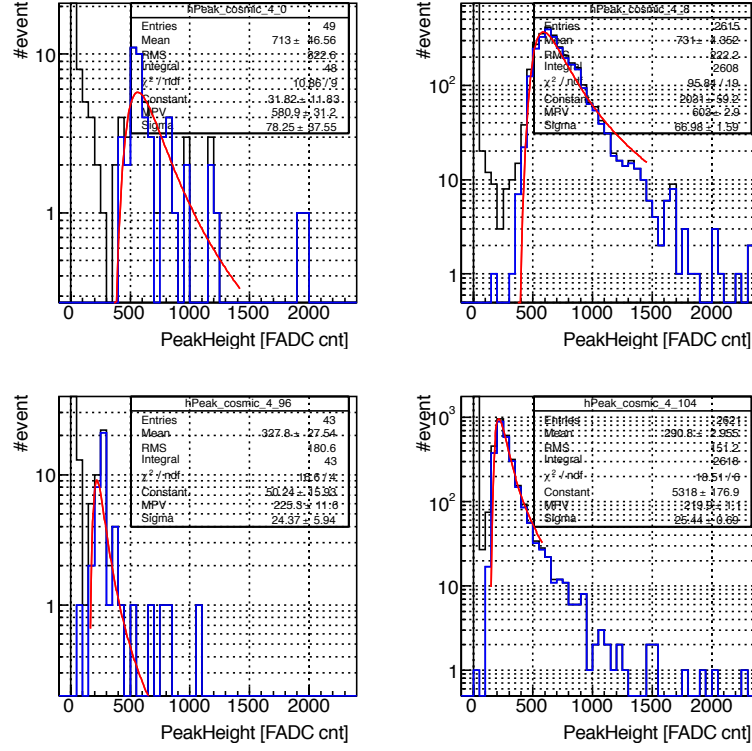 hPeak_cosmic_4_0
Entries 49
Mean 713 ± 46.56
RMS 322.6
Integral 48
χ² / ndf 10.86 / 9
Constant 31.82 ± 11.83
MPV 580.9 ± 31.2
Sigma 78.25 ± 37.55
#event
10
1
0 500 1000 1500 2000
PeakHeight [FADC cnt]
hPeak_cosmic_4_8
Entries 2615
Mean 731 ± 4.352
RMS 222.2
Integral 2608
χ² / ndf 95.84 / 19
Constant 2031 ± 59.2
MPV 603 ± 2.9
Sigma 66.98 ± 1.59
#event
10²
10
1
0 500 1000 1500 2000
PeakHeight [FADC cnt]
hPeak_cosmic_4_96
Entries 43
Mean 327.8 ± 27.54
RMS 180.6
Integral 43
χ² / ndf
Constant 50.24 ± 15.93
MPV 225.3 ± 11.6
Sigma 24.37 ± 5.94
#event
10
1
0 500 1000 1500 2000
PeakHeight [FADC cnt]
hPeak_cosmic_4_104
Entries 2621
Mean 290.8 ± 2.955
RMS 151.2
Integral 2618
χ² / ndf 18.51 / 6
Constant 5318 ± 176.9
MPV 219.9 ± 1.1
Sigma 25.44 ± 0.69
#event
10³
10²
10
1
0 500 1000 1500 2000
PeakHeight [FADC cnt]